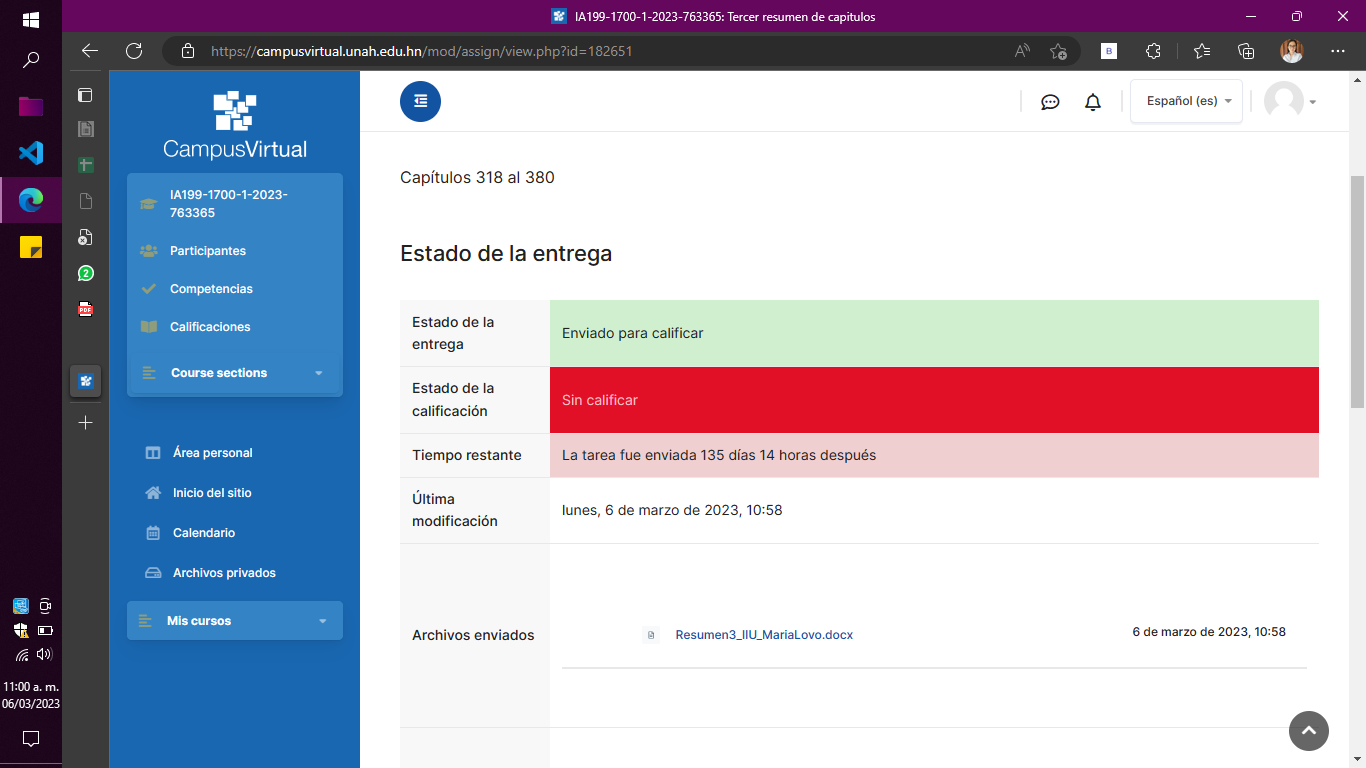 IA199-1700-1-2023-763365: Tercer resumen de capitulos
https://campusvirtual.unah.edu.hn/mod/assign/view.php?id=182651
A
B
CampusVirtual
IA199-1700-1-2023-
763365
Participantes
Competencias
Calificaciones
Course sections
Área personal
Inicio del sitio
Calendario
Archivos privados
Mis cursos
2
PDF
11:00 a. m.
06/03/2023
Español (es)
Capítulos 318 al 380
Estado de la entrega
Estado de la
entrega
Enviado para calificar
Estado de la
calificación
Sin calificar
Tiempo restante
La tarea fue enviada 135 días 14 horas después
Última
modificación
lunes, 6 de marzo de 2023, 10:58
Archivos enviados
Resumen3_IIU_MariaLovo.docx
6 de marzo de 2023, 10:58